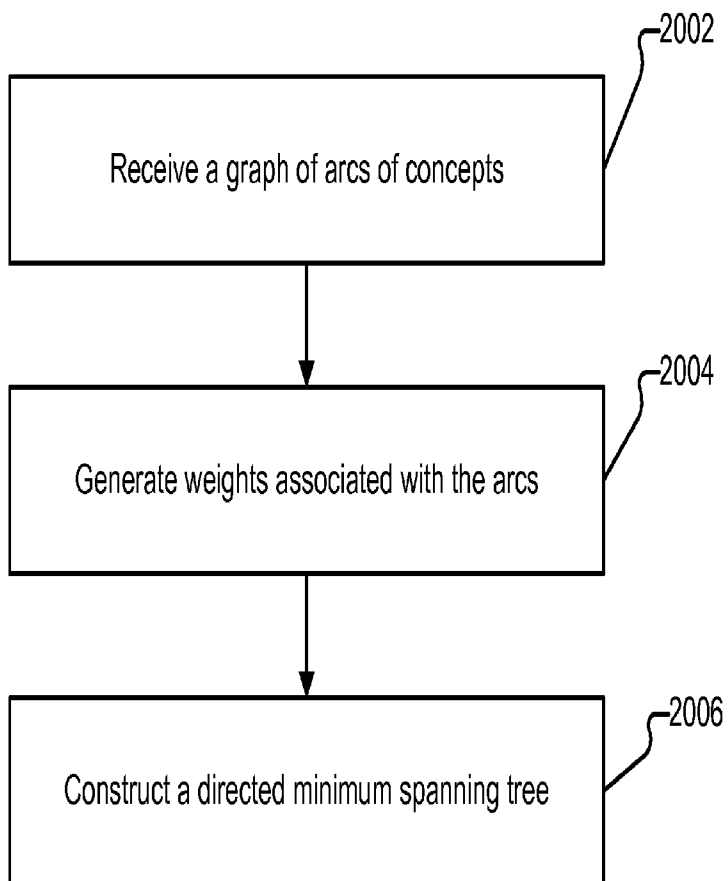 2002
Receive a graph of arcs of concepts
2004
Generate weights associated with the arcs
2006
Construct a directed minimum spanning tree